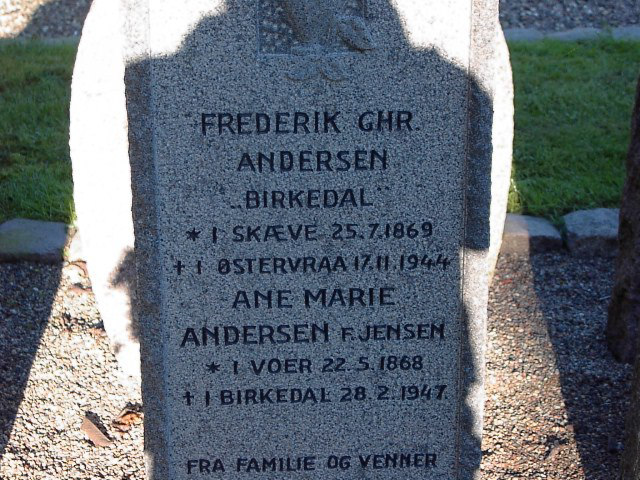 FREDERIK CHR.
ANDERSEN
„BIRKEDAL"
* I SKÆVE 25.7.1869
† I ØSTERVRAA 17.11.1944
ANE MARIE
ANDERSEN F. JENSEN
* I VOER 22.5.1868
† I BIRKEDAL 28.2.1947.
FRA FAMILIE OG VENNER